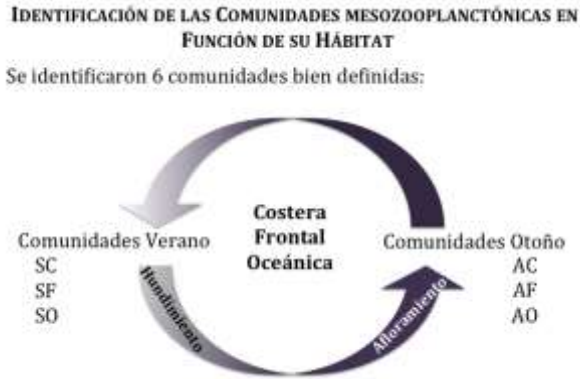 IDENTIFICACIÓN DE LAS COMUNIDADES MESOZOOPLANCTÓNICAS EN
FUNCIÓN DE SU HÁBITAT
Se identificaron 6 comunidades bien definidas:
Costera
Frontal
Oceánica
Comunidades Verano
SC
SF
SO
Comunidades Otoño
AC
AF
AO
Hundimiento
Afloramiento